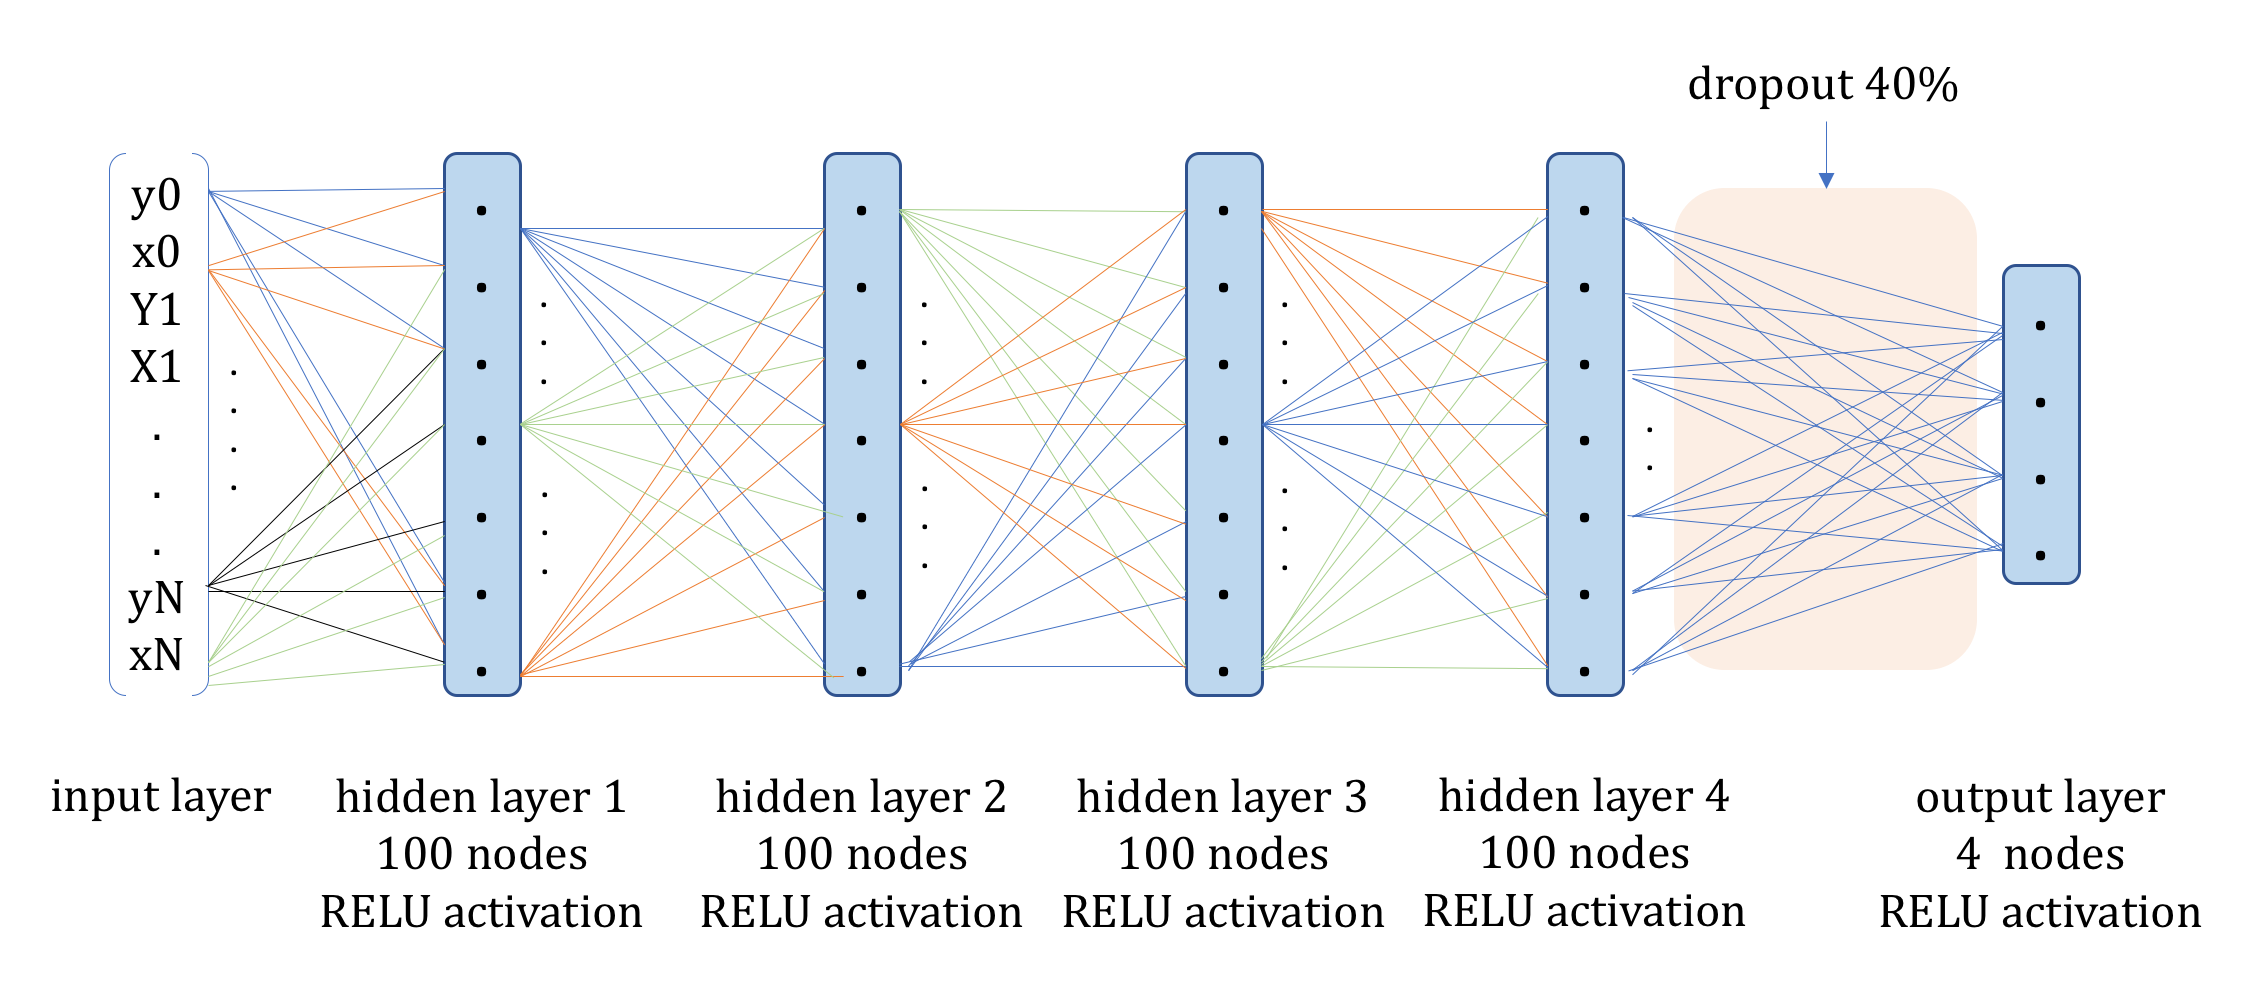 dropout 40%
y0
x0
Y1
X1
.
.
.
yN
xN
input layer
hidden layer 1
100 nodes
RELU activation
hidden layer 2
100 nodes
RELU activation
hidden layer 3
100 nodes
RELU activation
hidden layer 4
100 nodes
RELU activation
output layer
4  nodes
RELU activation